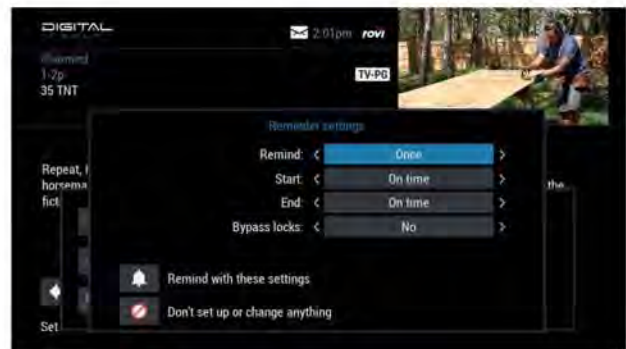 DIGITAL
2:01pm rovi
1-2p
TV-PG
35 TNT
Reminder settings
Remind: < Once >
Start: < On time >
End: < On time >
Bypass locks: < No >
Repeat,
horsema
the
fict
Remind with these settings
Don't set up or change anything
Set